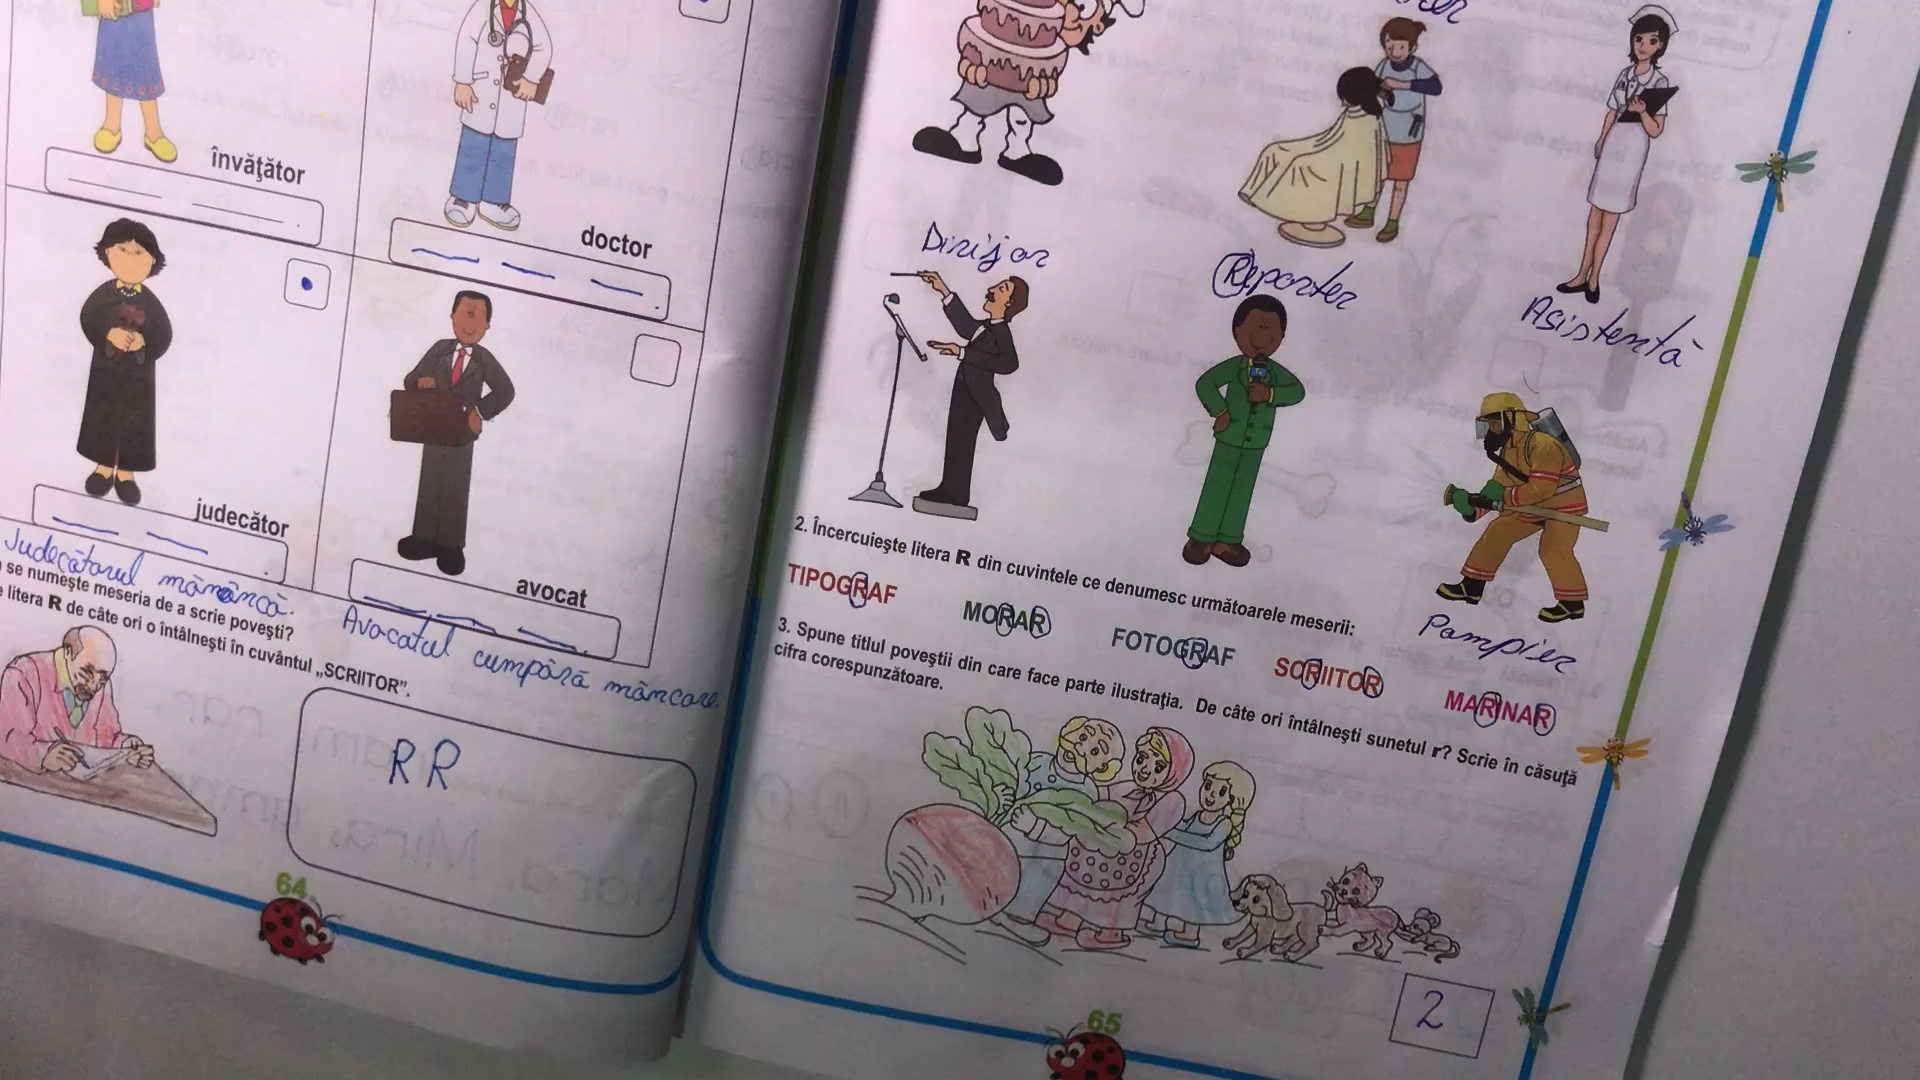 învăţător
doctor
judecător
avocat
Judecătorul mănâncă.
se numeşte meseria de a scrie poveşti?
litera R de câte ori o întâlneşti în cuvântul „SCRIITOR”.
Avocatul cumpără mâncare.
R R
64
Dirijor
Reporter
Asistentă
Pompier
2. Încercuieşte litera R din cuvintele ce denumesc următoarele meserii:
TIPOGRAF MORAR FOTOGRAF SCRIITOR MARINAR
3. Spune titlul poveştii din care face parte ilustraţia. De câte ori întâlneşti sunetul r? Scrie în căsuţă
cifra corespunzătoare.
2
65